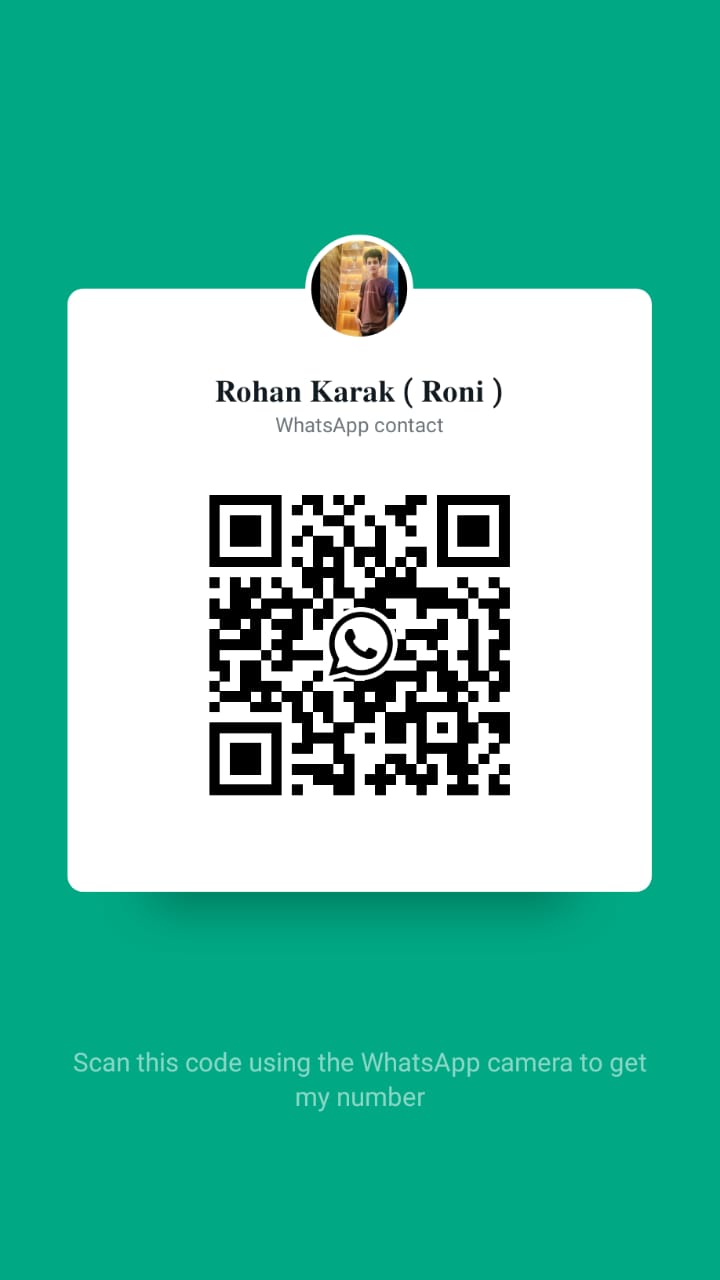 Rohan Karak ( Roni )
WhatsApp contact
Scan this code using the WhatsApp camera to get
my number